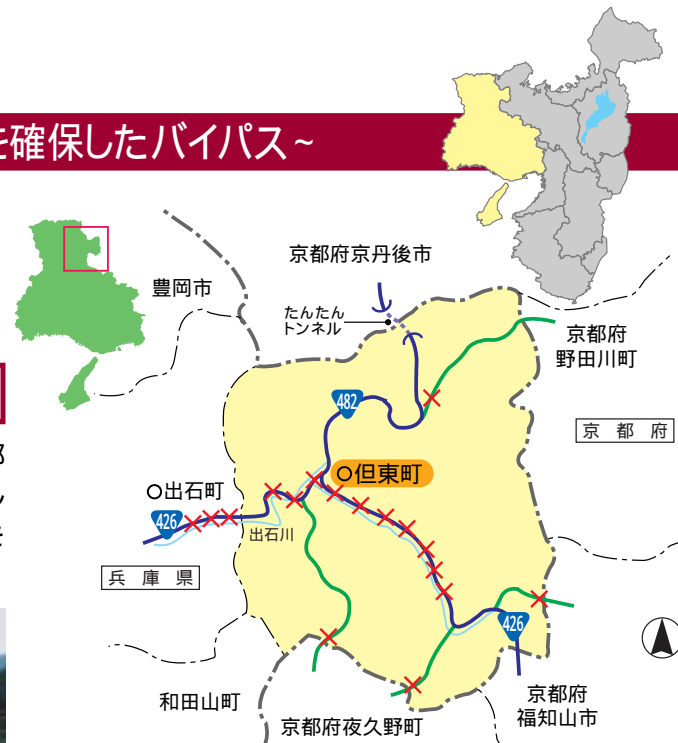 を確保したバイパス~
京都府京丹後市
豊岡市
たんたん
トンネル
京都府
野田川町
482
京都府
部
ん
を
但東町
出石町
426
出石川
兵庫県
426
和田山町
京都府夜久野町
京都府
福知山市